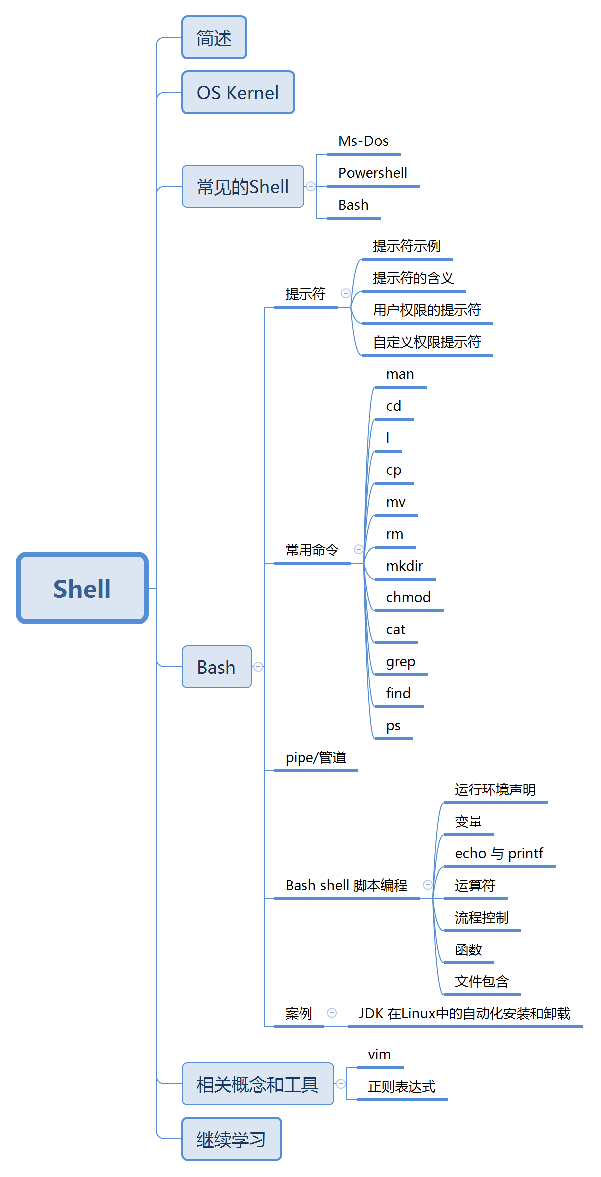 Shell
简述
OS Kernel
常见的Shell
Ms-Dos
Powershell
Bash
Bash
提示符
提示符示例
提示符的含义
用户权限的提示符
自定义权限提示符
常用命令
man
cd
l
cp
mv
rm
mkdir
chmod
cat
grep
find
ps
pipe/管道
Bash shell 脚本编程
运行环境声明
变量
echo 与 printf
运算符
流程控制
函数
文件包含
案例
JDK 在Linux中的自动化安装和卸载
相关概念和工具
vim
正则表达式
继续学习